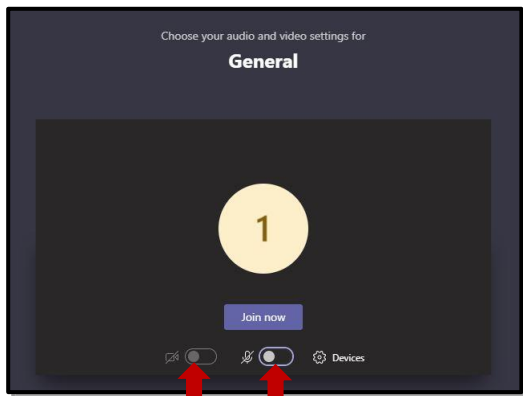 Choose your audio and video settings for
General
1
Join now
Devices